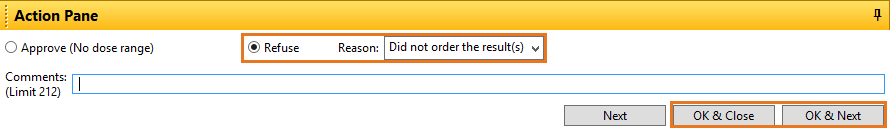 Action Pane
Approve (No dose range) Refuse Reason: Did not order the result(s)
Comments:
(Limit 212)
Next OK & Close OK & Next